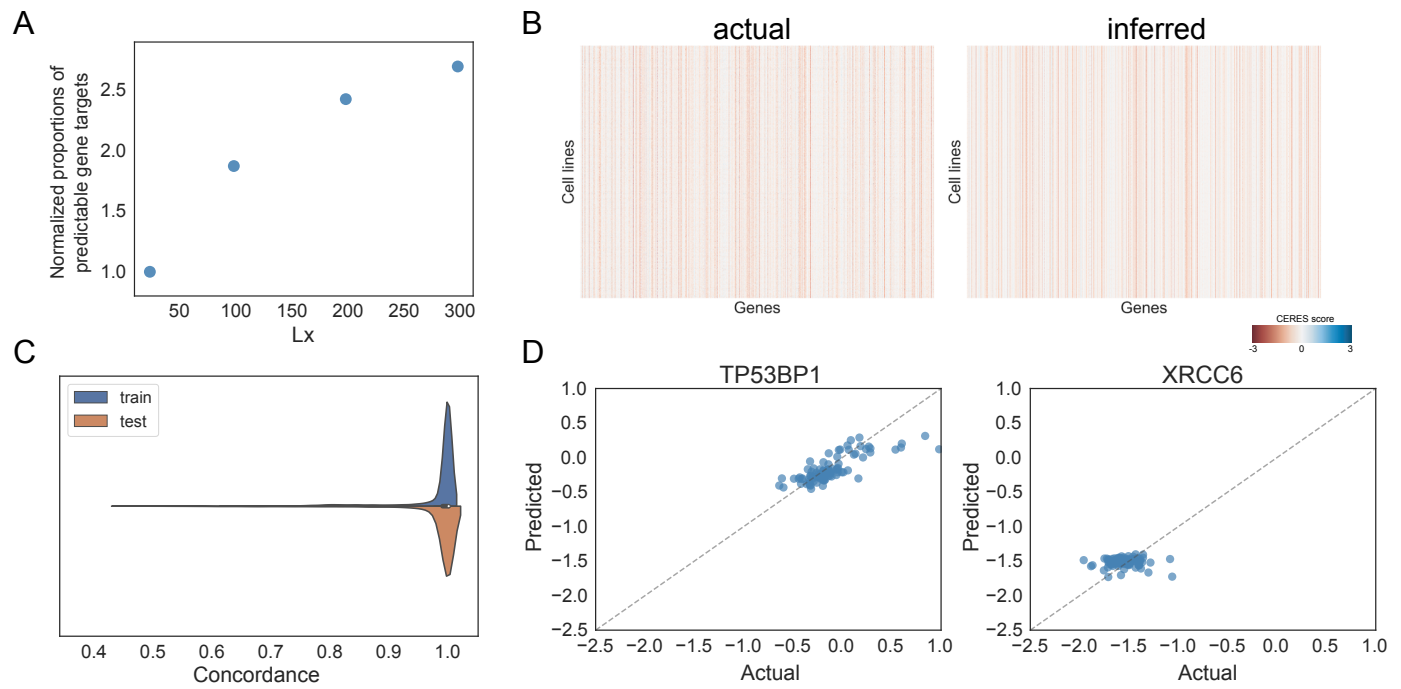 A
Normalized proportions of
predictable gene targets
2.5
2.0
1.5
1.0
50 100 150 200 250 300
Lx
B
actual
inferred
Cell lines
Genes
Cell lines
Genes
CERES score
-3 0 3
C
train
test
0.4 0.5 0.6 0.7 0.8 0.9 1.0
Concordance
D
TP53BP1
Predicted
1.0
0.5
0.0
−0.5
−1.0
−1.5
−2.0
−2.5
−2.5 −2.0 −1.5 −1.0 −0.5 0.0 0.5 1.0
Actual
XRCC6
Predicted
1.0
0.5
0.0
−0.5
−1.0
−1.5
−2.0
−2.5
−2.5 −2.0 −1.5 −1.0 −0.5 0.0 0.5 1.0
Actual